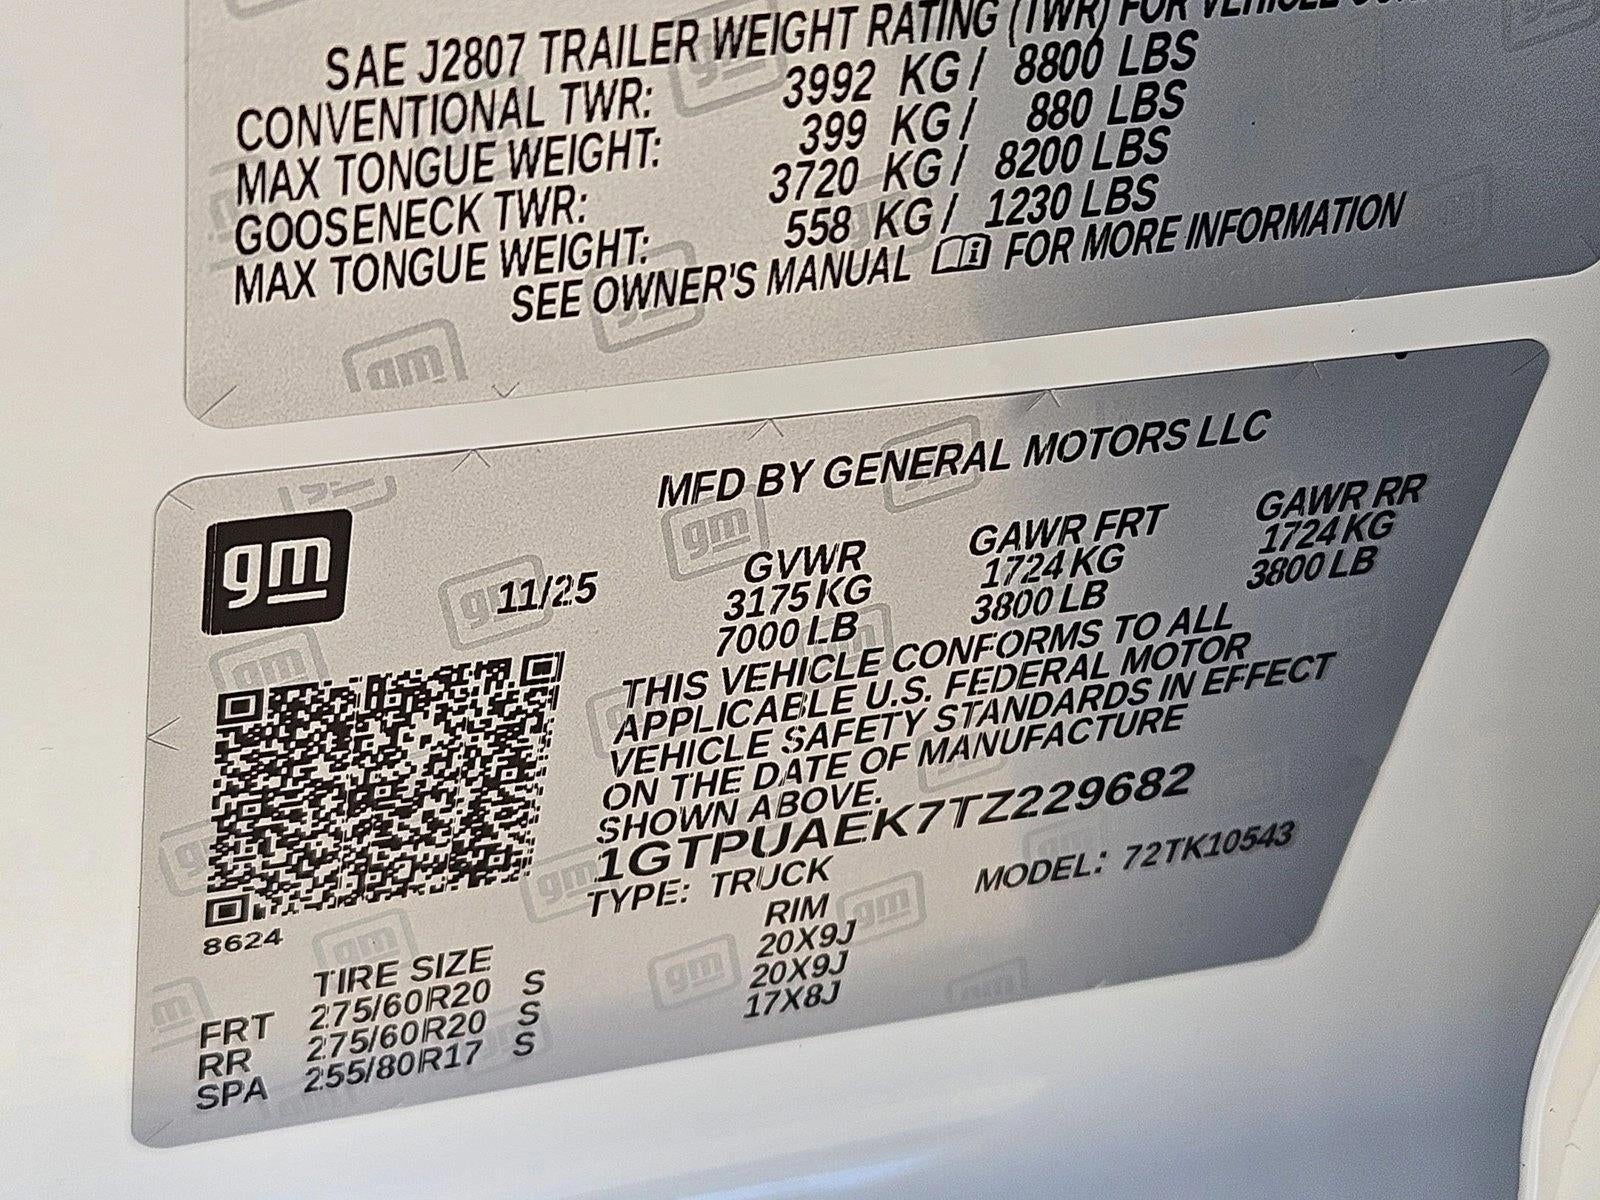 SAE J2807 TRAILER WEIGHT RATING (TWR) FOR VEHICLE
CONVENTIONAL TWR: 3992 KG / 8800 LBS
MAX TONGUE WEIGHT: 399 KG / 880 LBS
GOOSENECK TWR: 3720 KG / 8200 LBS
MAX TONGUE WEIGHT: 558 KG / 1230 LBS
SEE OWNER'S MANUAL FOR MORE INFORMATION
MFD BY GENERAL MOTORS LLC
gm
11/25
GVWR GAWR FRT GAWR RR
3175 KG 1724 KG 1724 KG
7000 LB 3800 LB 3800 LB
THIS VEHICLE CONFORMS TO ALL
APPLICABLE U.S. FEDERAL MOTOR
VEHICLE SAFETY STANDARDS IN EFFECT
ON THE DATE OF MANUFACTURE
SHOWN ABOVE.
1GTPUAEK7TZ229682
TYPE: TRUCK MODEL: 72TK10543
8624
TIRE SIZE RIM
FRT 275/60R20 S 20X9J
RR 275/60R20 S 20X9J
SPA 255/80R17 S 17X8J